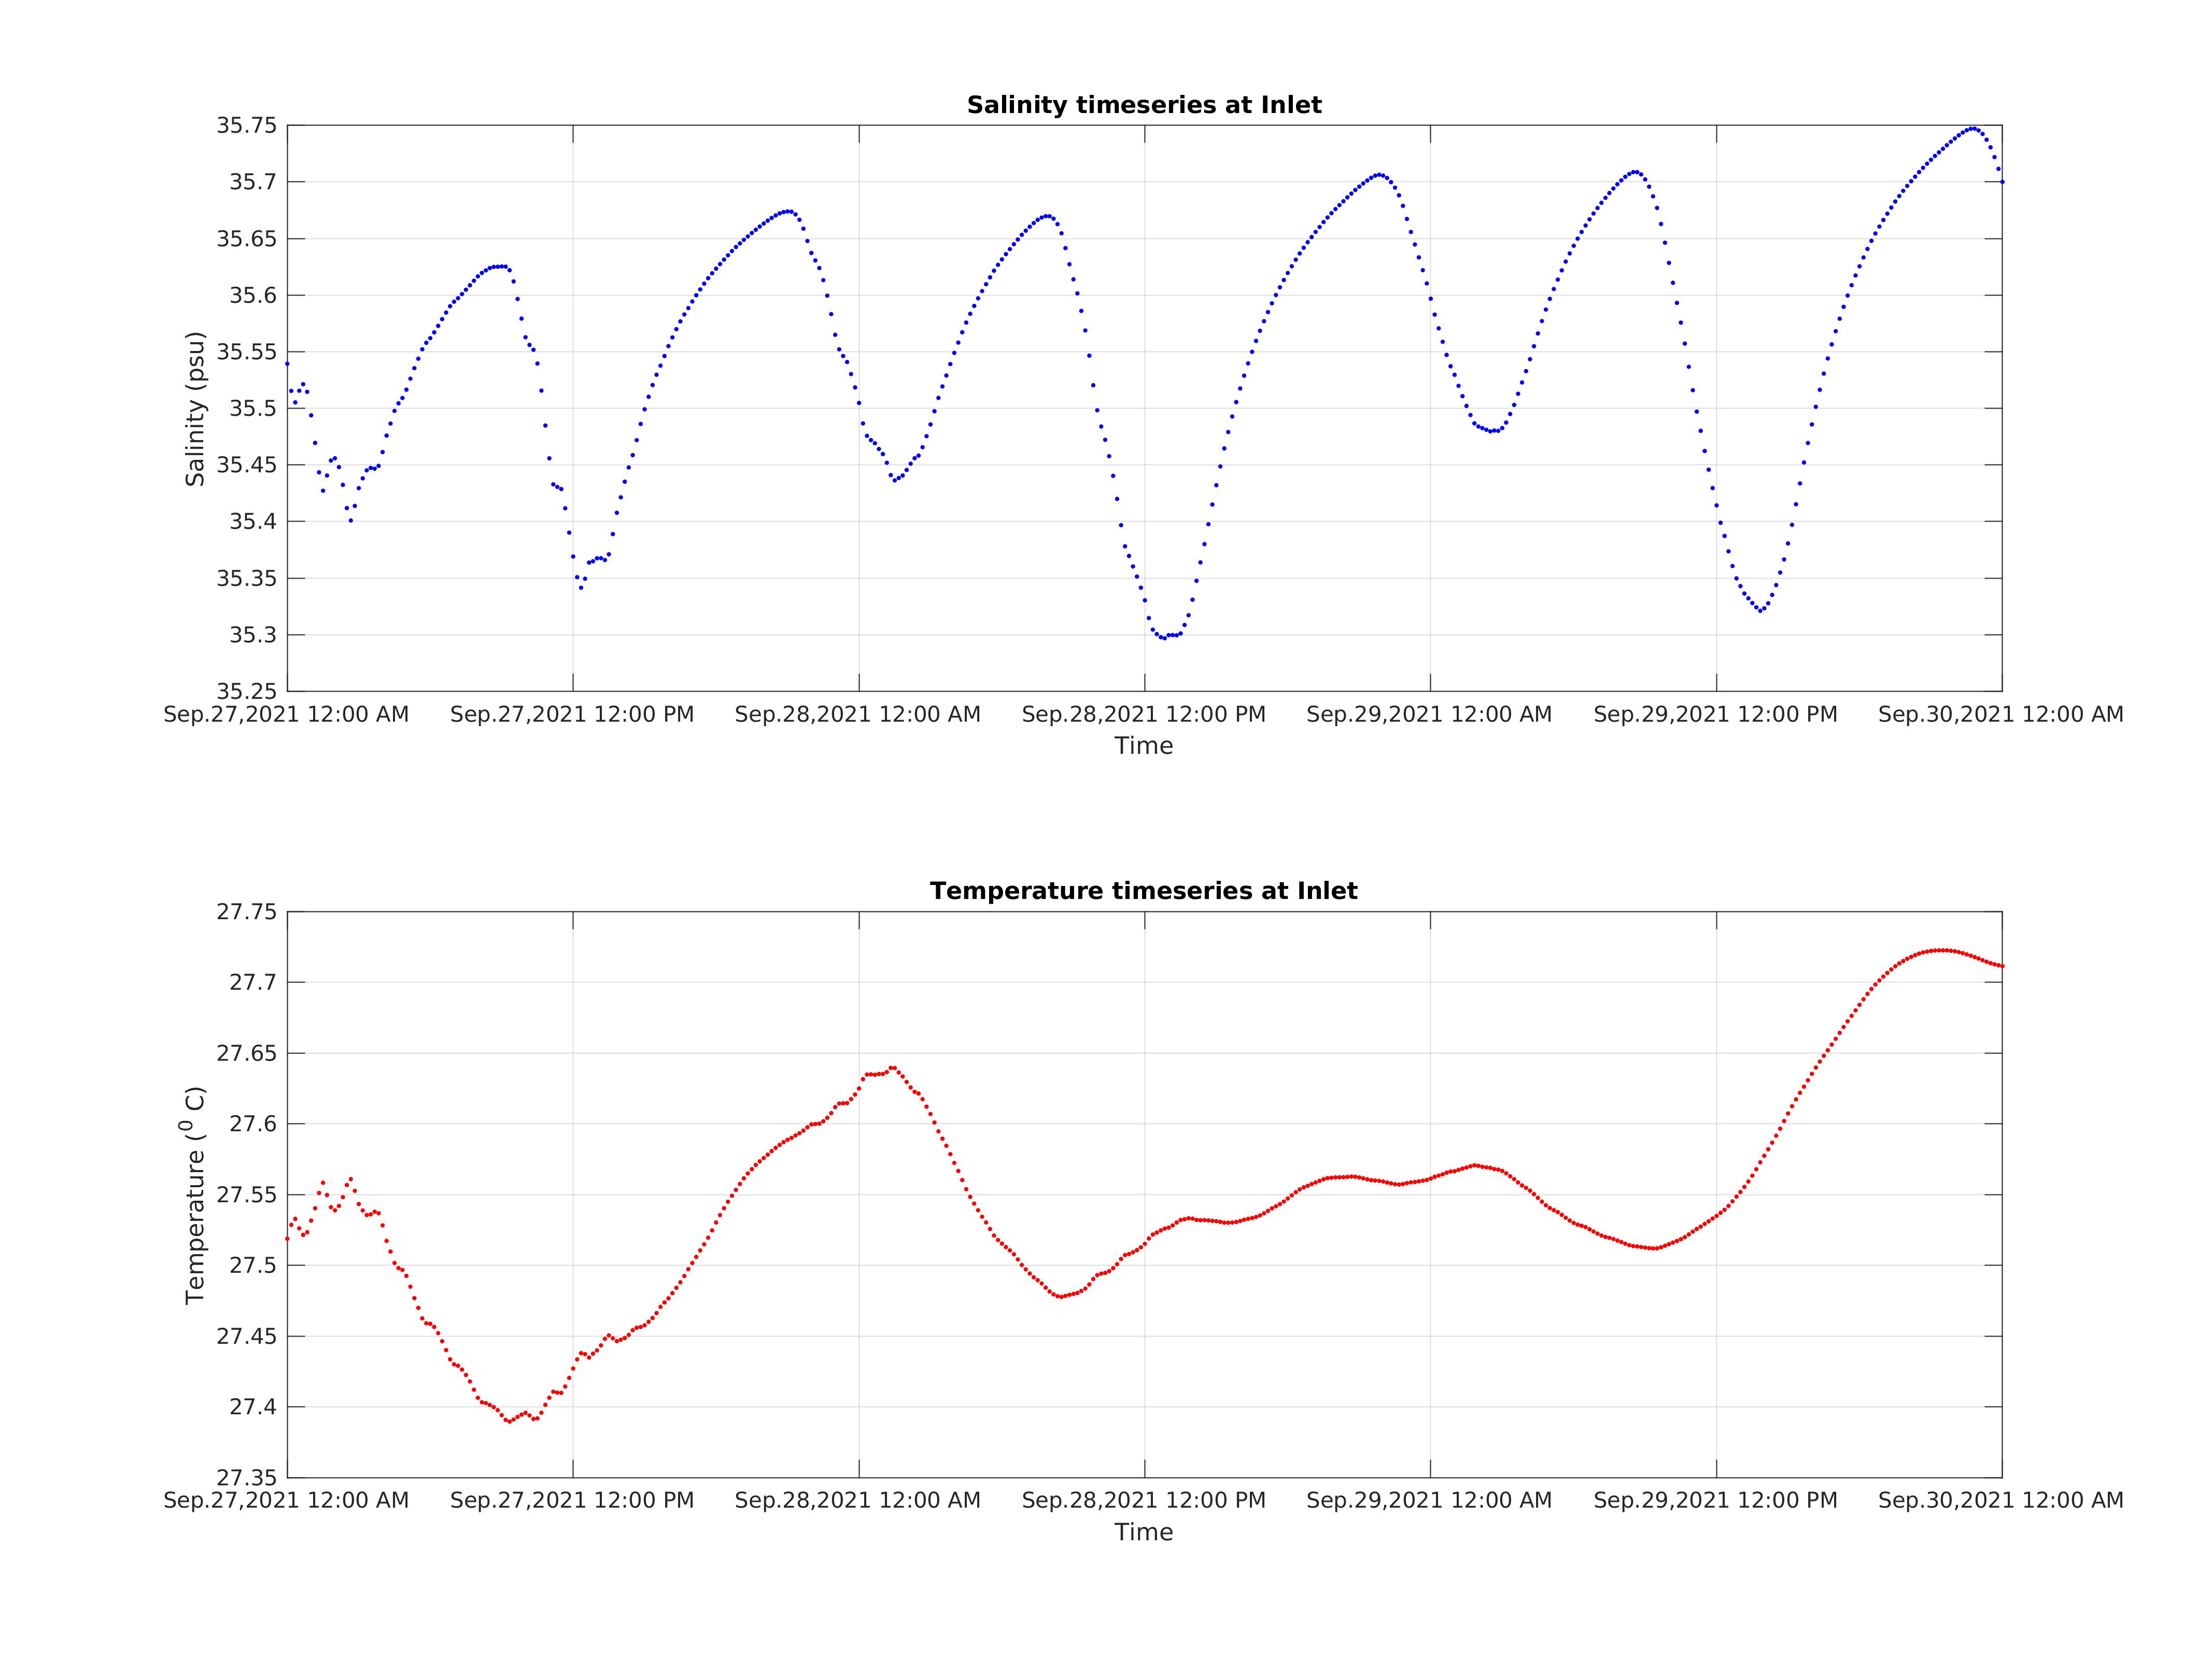 Salinity timeseries at Inlet
35.75
35.7
35.65
35.6
35.55
35.5
35.45
35.4
35.35
35.3
35.25
Salinity (psu)
Sep.27,2021 12:00 AM Sep.27,2021 12:00 PM Sep.28,2021 12:00 AM Sep.28,2021 12:00 PM Sep.29,2021 12:00 AM Sep.29,2021 12:00 PM Sep.30,2021 12:00 AM
Time
Temperature timeseries at Inlet
27.75
27.7
27.65
27.6
27.55
27.5
27.45
27.4
27.35
Temperature (⁰ C)
Sep.27,2021 12:00 AM Sep.27,2021 12:00 PM Sep.28,2021 12:00 AM Sep.28,2021 12:00 PM Sep.29,2021 12:00 AM Sep.29,2021 12:00 PM Sep.30,2021 12:00 AM
Time